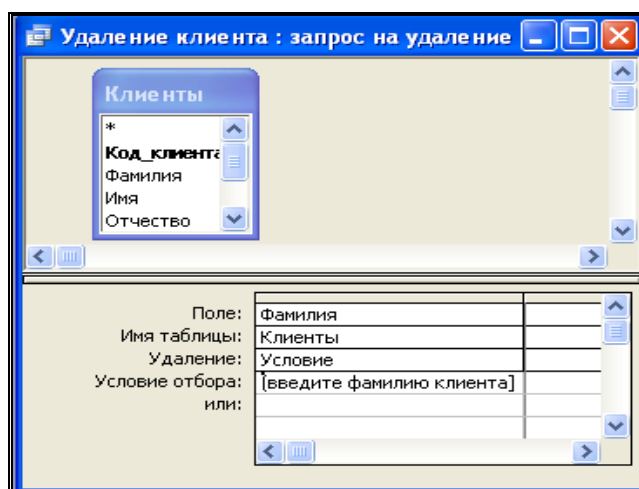 Удаление клиента : запрос на удаление
Клиенты
*
Код_клиента
Фамилия
Имя
Отчество
Поле: Фамилия
Имя таблицы: Клиенты
Удаление: Условие
Условие отбора: [введите фамилию клиента]
или: